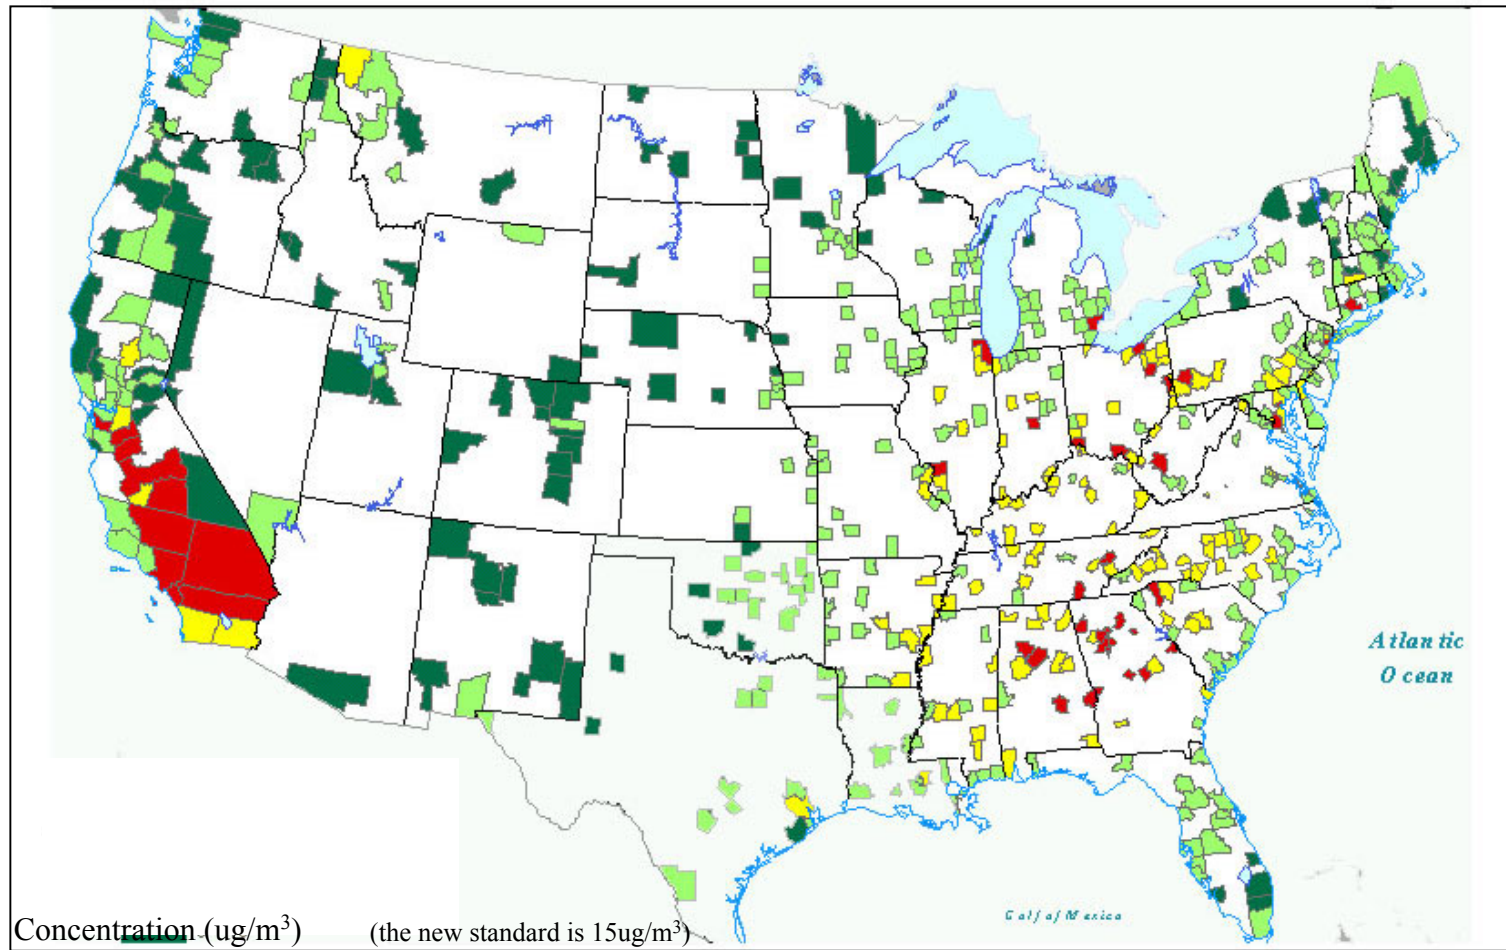 Atlantic
Ocean
Gulf of Mexico
Concentration (ug/m³) (the new standard is 15ug/m³)